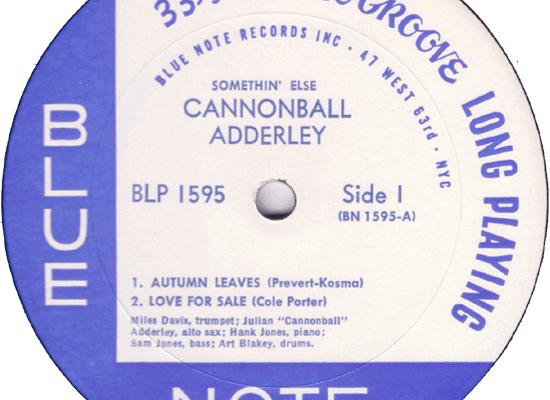 33⅓
GROOVE
LONG PLAYING
BLUE NOTE RECORDS INC · 47 WEST 63rd · NYC
SOMETHIN' ELSE
CANNONBALL
ADDERLEY
BLP 1595
Side 1
(BN 1595-A)
BLUE
1. AUTUMN LEAVES (Prevert-Kosma)
2. LOVE FOR SALE (Cole Porter)
Miles Davis, trumpet; Julian "Cannonball"
Adderley, alto sax; Hank Jones, piano;
Sam Jones, bass; Art Blakey, drums.
NOTE